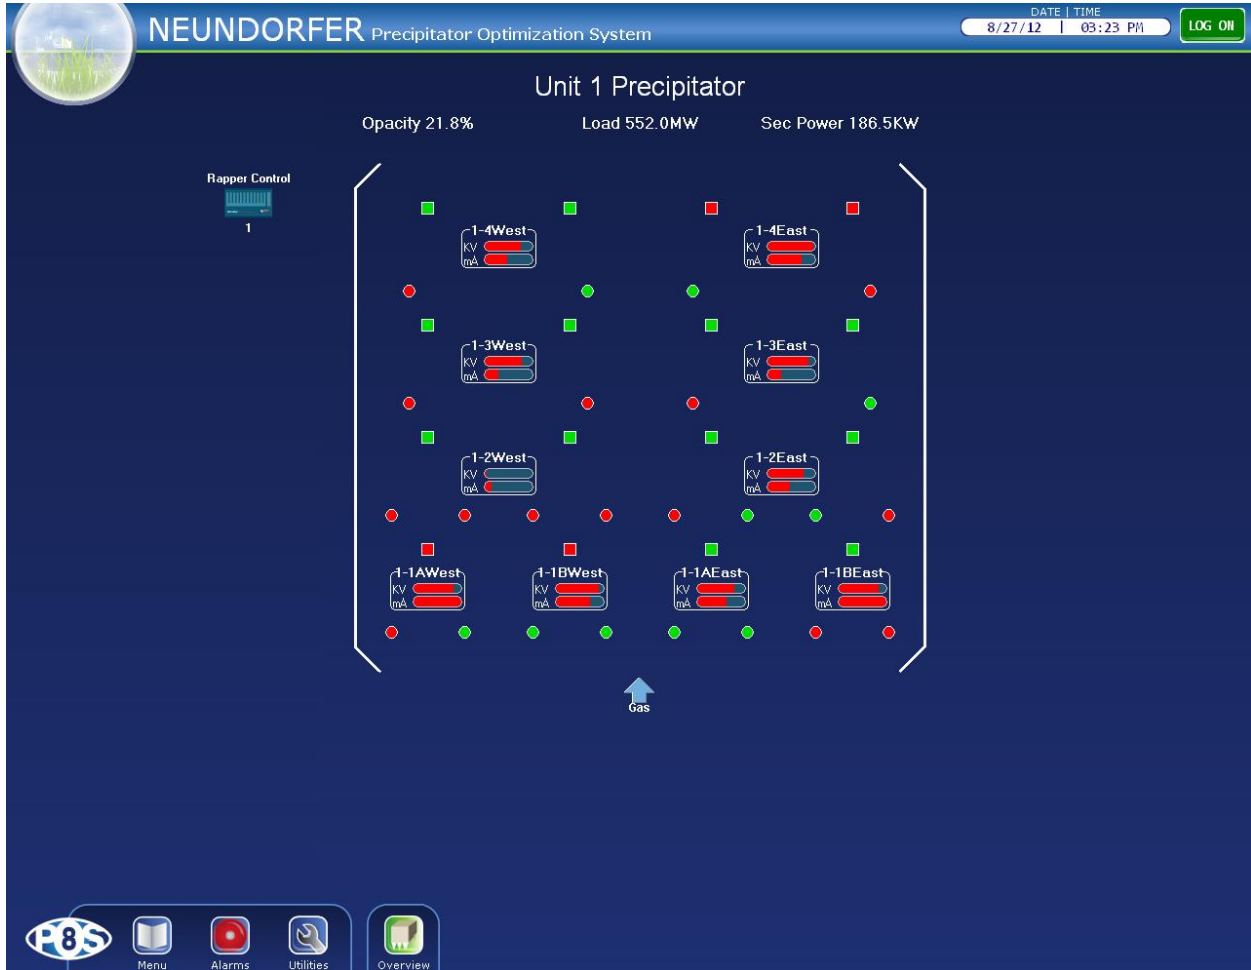 NEUNDORFER Precipitator Optimization System
DATE | TIME
8/27/12 | 03:23 PM
LOG ON
Unit 1 Precipitator
Opacity 21.8% Load 552.0MW Sec Power 186.5KW
Rapper Control
1
1-4West 1-4East
KV KV
mA mA
1-3West 1-3East
KV KV
mA mA
1-2West 1-2East
KV KV
mA mA
1-1AWest 1-1BWest 1-1AEast 1-1BEast
KV KV KV KV
mA mA mA mA
Gas
P8S
Menu Alarms Utilities Overview